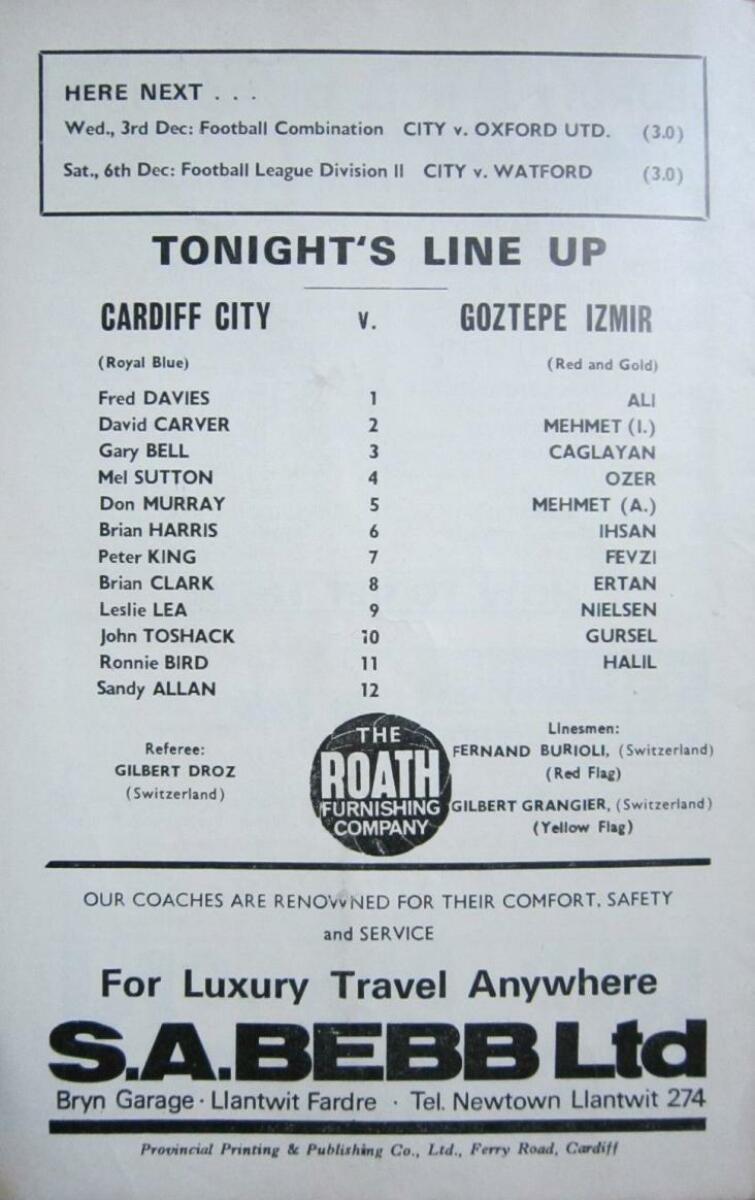 HERE NEXT . . .
Wed., 3rd Dec: Football Combination CITY v. OXFORD UTD. (3.0)
Sat., 6th Dec: Football League Division II CITY v. WATFORD (3.0)
TONIGHT'S LINE UP
CARDIFF CITY v. GOZTEPE IZMIR
(Royal Blue) (Red and Gold)
Fred DAVIES 1 ALI
David CARVER 2 MEHMET (I.)
Gary BELL 3 CAGLAYAN
Mel SUTTON 4 OZER
Don MURRAY 5 MEHMET (A.)
Brian HARRIS 6 IHSAN
Peter KING 7 FEVZI
Brian CLARK 8 ERTAN
Leslie LEA 9 NIELSEN
John TOSHACK 10 GURSEL
Ronnie BIRD 11 HALIL
Sandy ALLAN 12
Referee:
GILBERT DROZ
(Switzerland)
THE
ROATH
FURNISHING
COMPANY
Linesmen:
FERNAND BURIOLI, (Switzerland)
(Red Flag)
GILBERT GRANGIER, (Switzerland)
(Yellow Flag)
OUR COACHES ARE RENOWNED FOR THEIR COMFORT, SAFETY
and SERVICE
For Luxury Travel Anywhere
S.A.BEBB Ltd
Bryn Garage · Llantwit Fardre · Tel. Newtown Llantwit 274
Provincial Printing & Publishing Co., Ltd., Ferry Road, Cardiff